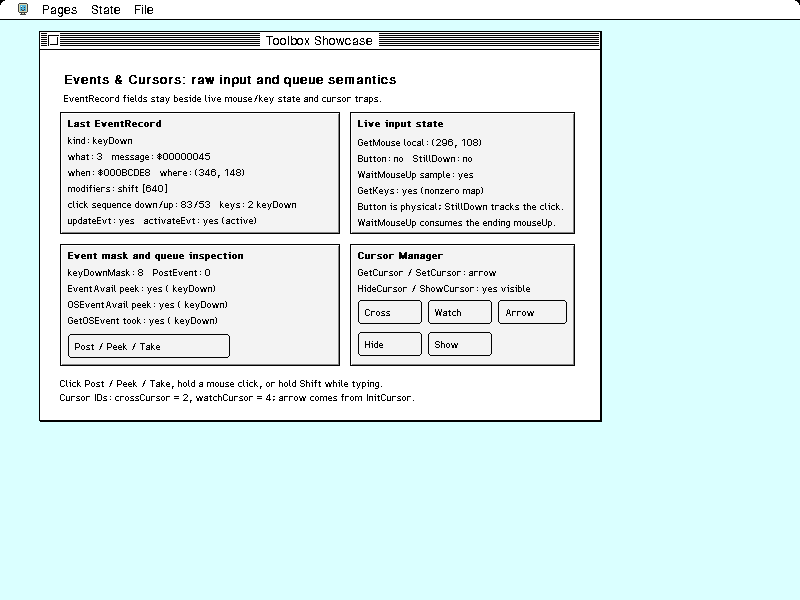 Pages State File
Toolbox Showcase
Events & Cursors: raw input and queue semantics
EventRecord fields stay beside live mouse/key state and cursor traps.
Last EventRecord
kind: keyDown
what: 3 message: $00000045
when: $000BCDE8 where: (346, 148)
modifiers: shift [640]
click sequence down/up: 83/53 keys: 2 keyDown
updateEvt: yes activateEvt: yes (active)
Live input state
GetMouse local: (296, 108)
Button: no StillDown: no
WaitMouseUp sample: yes
GetKeys: yes (nonzero map)
Button is physical; StillDown tracks the click.
WaitMouseUp consumes the ending mouseUp.
Event mask and queue inspection
keyDownMask: 8 PostEvent: 0
EventAvail peek: yes ( keyDown)
OSEventAvail peek: yes ( keyDown)
GetOSEvent took: yes ( keyDown)
Post / Peek / Take
Cursor Manager
GetCursor / SetCursor: arrow
HideCursor / ShowCursor: yes visible
Cross Watch Arrow
Hide Show
Click Post / Peek / Take, hold a mouse click, or hold Shift while typing.
Cursor IDs: crossCursor = 2, watchCursor = 4; arrow comes from InitCursor.